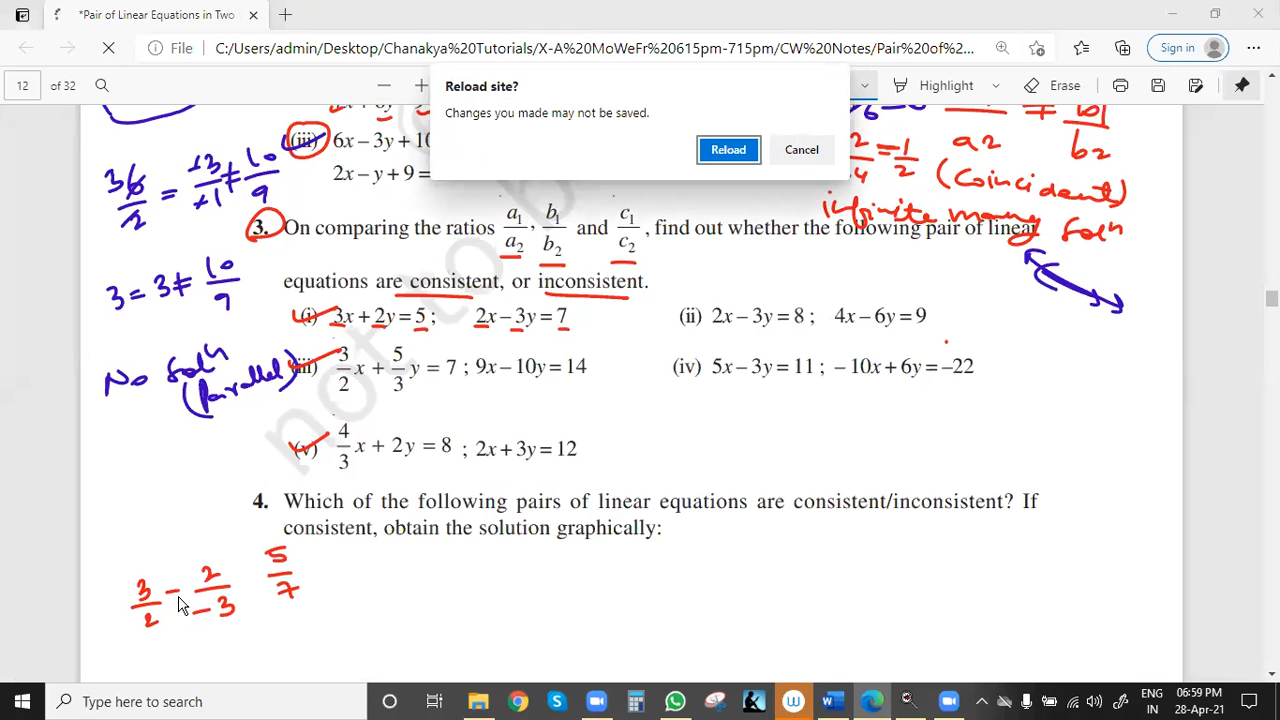 *Pair of Linear Equations in Two
File C:/Users/admin/Desktop/Chanakya%20Tutorials/X-A%20MoWeFr%20615pm-715pm/CW%20Notes/Pair%20of%... Sign in
12 of 32 Highlight Erase
Reload site?
Changes you made may not be saved.
Reload Cancel
(iii) 6x – 3y + 10
2x – y + 9 =
36/2 = +3/+1 ≠ 10/9
3 = 3 ≠ 10/9
No Solⁿ
(parallel)
a2 b2
= 1/2 (Coincidents)
infinite many Solⁿ
3. On comparing the ratios a₁/a₂, b₁/b₂ and c₁/c₂, find out whether the following pair of linear
equations are consistent, or inconsistent.
(i) 3x + 2y = 5 ; 2x – 3y = 7 (ii) 2x – 3y = 8 ; 4x – 6y = 9
(iii) 3/2 x + 5/3 y = 7 ; 9x – 10y = 14 (iv) 5x – 3y = 11 ; – 10x + 6y = –22
(v) 4/3 x + 2y = 8 ; 2x + 3y = 12
4. Which of the following pairs of linear equations are consistent/inconsistent? If
consistent, obtain the solution graphically:
3/2 – 2/–3 5/7
not to be
Type here to search
ENG 06:59 PM
IN 28-Apr-21